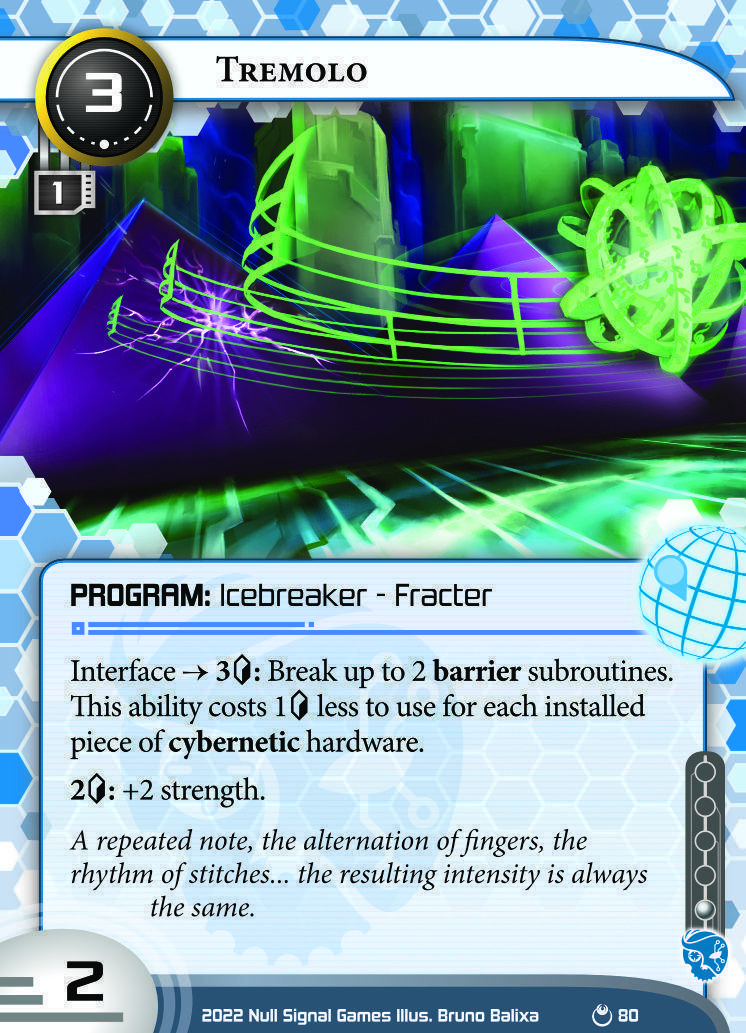 Tremolo
3
1
PROGRAM: Icebreaker - Fracter
Interface → 3: Break up to 2 barrier subroutines.
This ability costs 1 less to use for each installed
piece of cybernetic hardware.
2: +2 strength.
A repeated note, the alternation of fingers, the
rhythm of stitches... the resulting intensity is always
the same.
2
2022 Null Signal Games Illus. Bruno Balixa
80